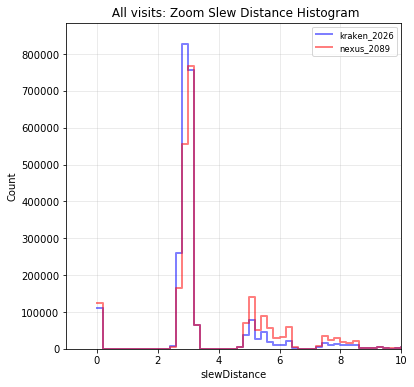 All visits: Zoom Slew Distance Histogram
kraken_2026
nexus_2089
800000
700000
600000
500000
400000
300000
200000
100000
0
Count
0 2 4 6 8 10
slewDistance